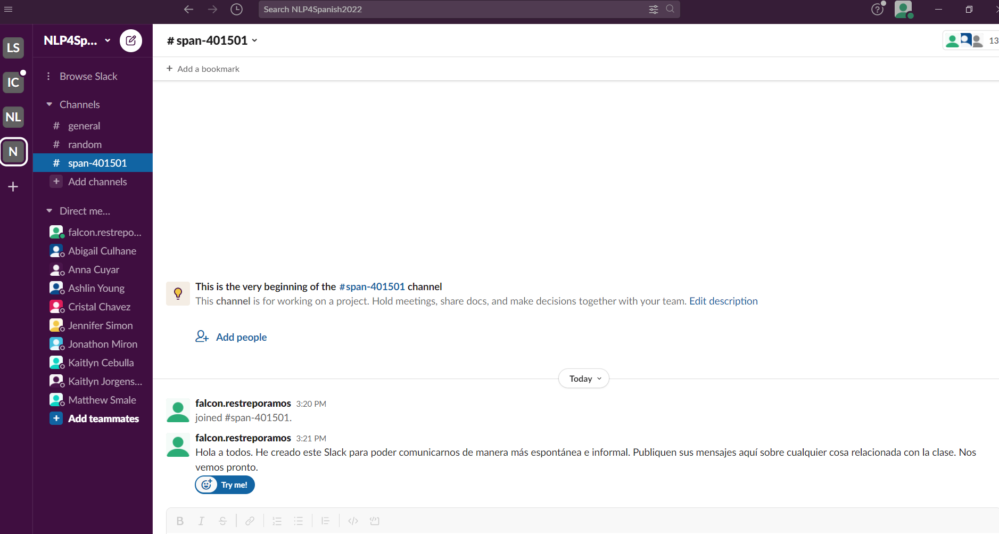 Search NLP4Spanish2022
LS
IC
NL
N
NLP4Sp...
Browse Slack
Channels
# general
# random
# span-401501
+ Add channels
Direct me...
falcon.restrepo...
Abigail Culhane
Anna Cuyar
Ashlin Young
Cristal Chavez
Jennifer Simon
Jonathon Miron
Kaitlyn Cebulla
Kaitlyn Jorgens...
Matthew Smale
+ Add teammates
# span-401501
13
+ Add a bookmark
This is the very beginning of the #span-401501 channel
This channel is for working on a project. Hold meetings, share docs, and make decisions together with your team. Edit description
Add people
Today
falcon.restreporamos 3:20 PM
joined #span-401501.
falcon.restreporamos 3:21 PM
Hola a todos. He creado este Slack para poder comunicarnos de manera más espontánea e informal. Publiquen sus mensajes aquí sobre cualquier cosa relacionada con la clase. Nos
vemos pronto.
Try me!